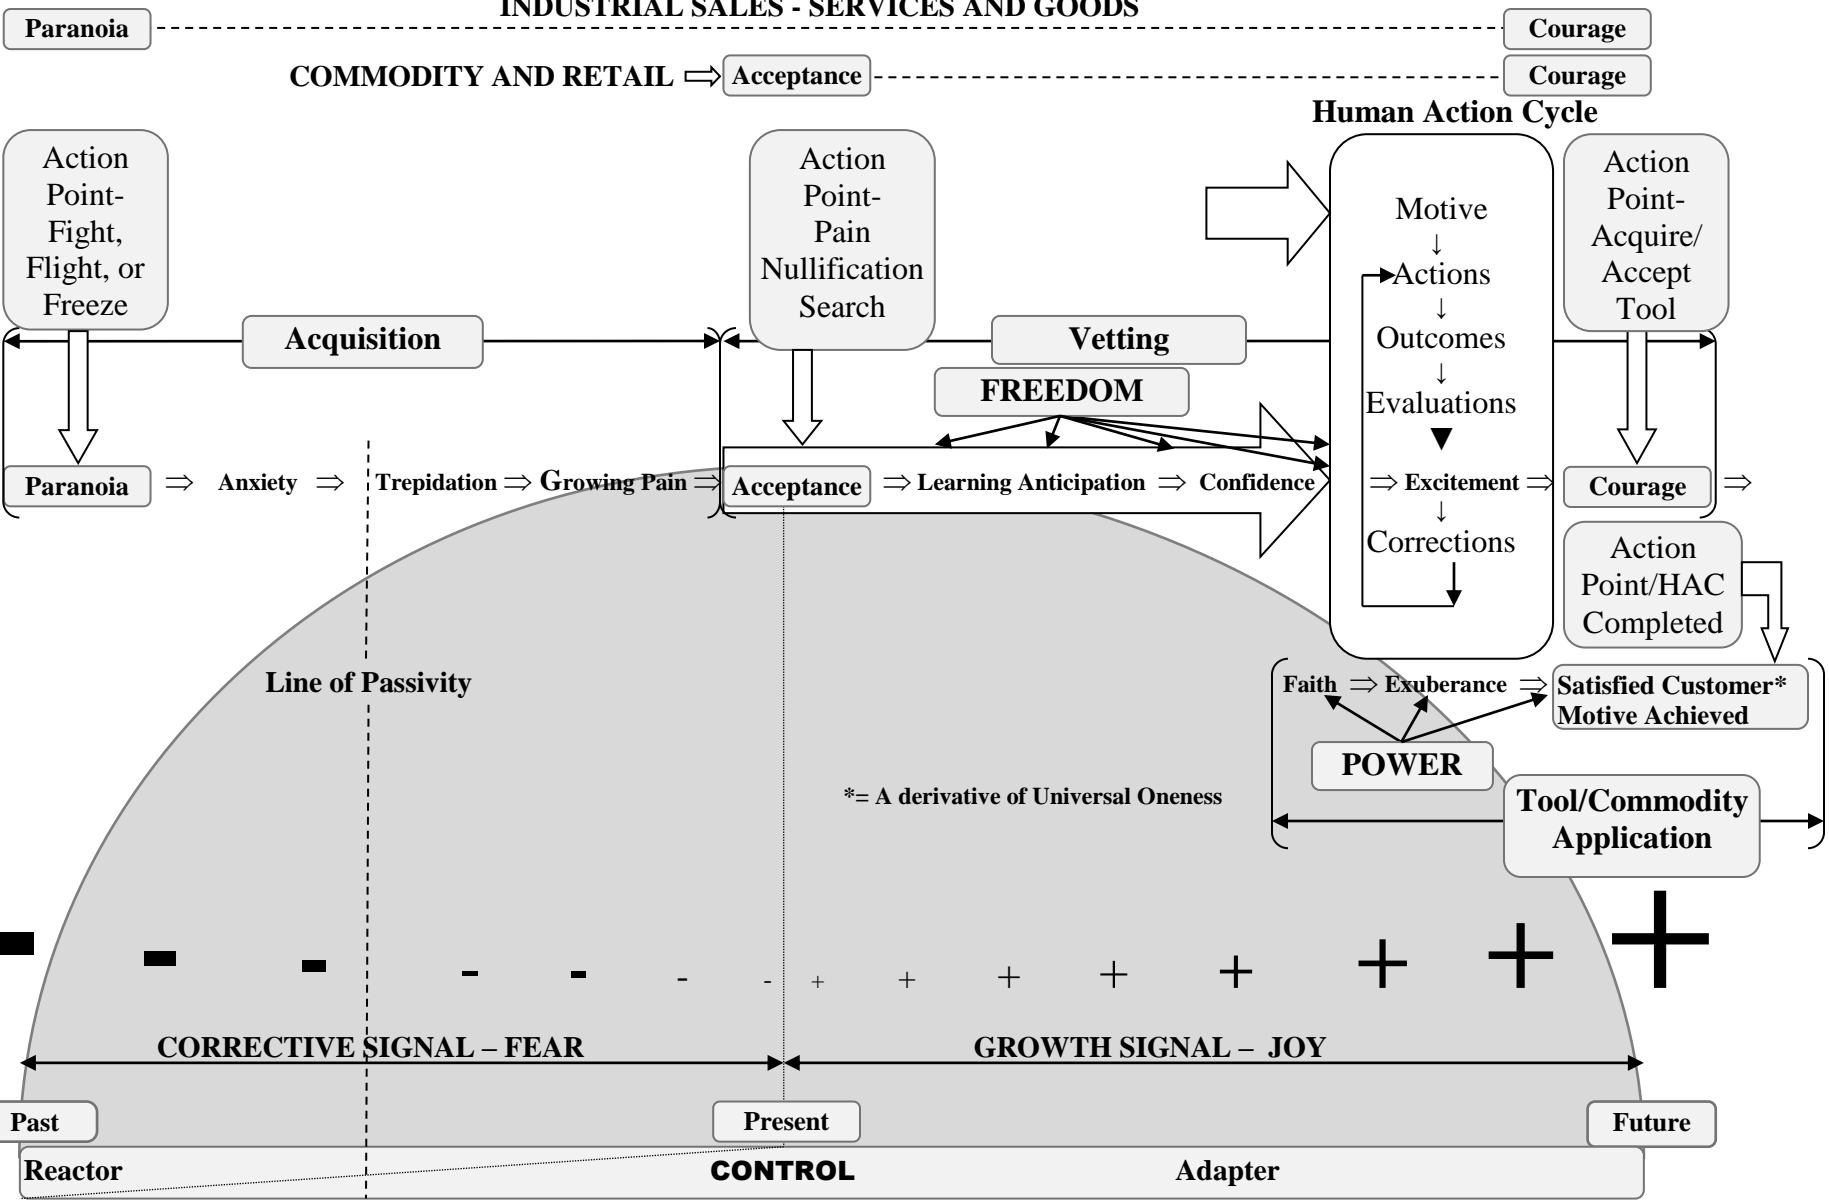 INDUSTRIAL SALES - SERVICES AND GOODS
Paranoia
Courage
COMMODITY AND RETAIL ⇨ Acceptance
Courage
Human Action Cycle
Action
Point-
Fight,
Flight, or
Freeze
Action
Point-
Pain
Nullification
Search
Motive
↓
Actions
↓
Outcomes
↓
Evaluations
▼
⇒ Excitement ⇒
↓
Corrections
Action
Point-
Acquire/
Accept
Tool
Acquisition
Vetting
FREEDOM
Paranoia ⇒ Anxiety ⇒ Trepidation ⇒ Growing Pain ⇒ Acceptance ⇒ Learning Anticipation ⇒ Confidence
Courage ⇒
Action
Point/HAC
Completed
Line of Passivity
Faith ⇒ Exuberance ⇒ Satisfied Customer*
Motive Achieved
POWER
*= A derivative of Universal Oneness
Tool/Commodity
Application
- - - - - - - + + + + + + + +
CORRECTIVE SIGNAL – FEAR
GROWTH SIGNAL – JOY
Past
Present
Future
Reactor
CONTROL
Adapter